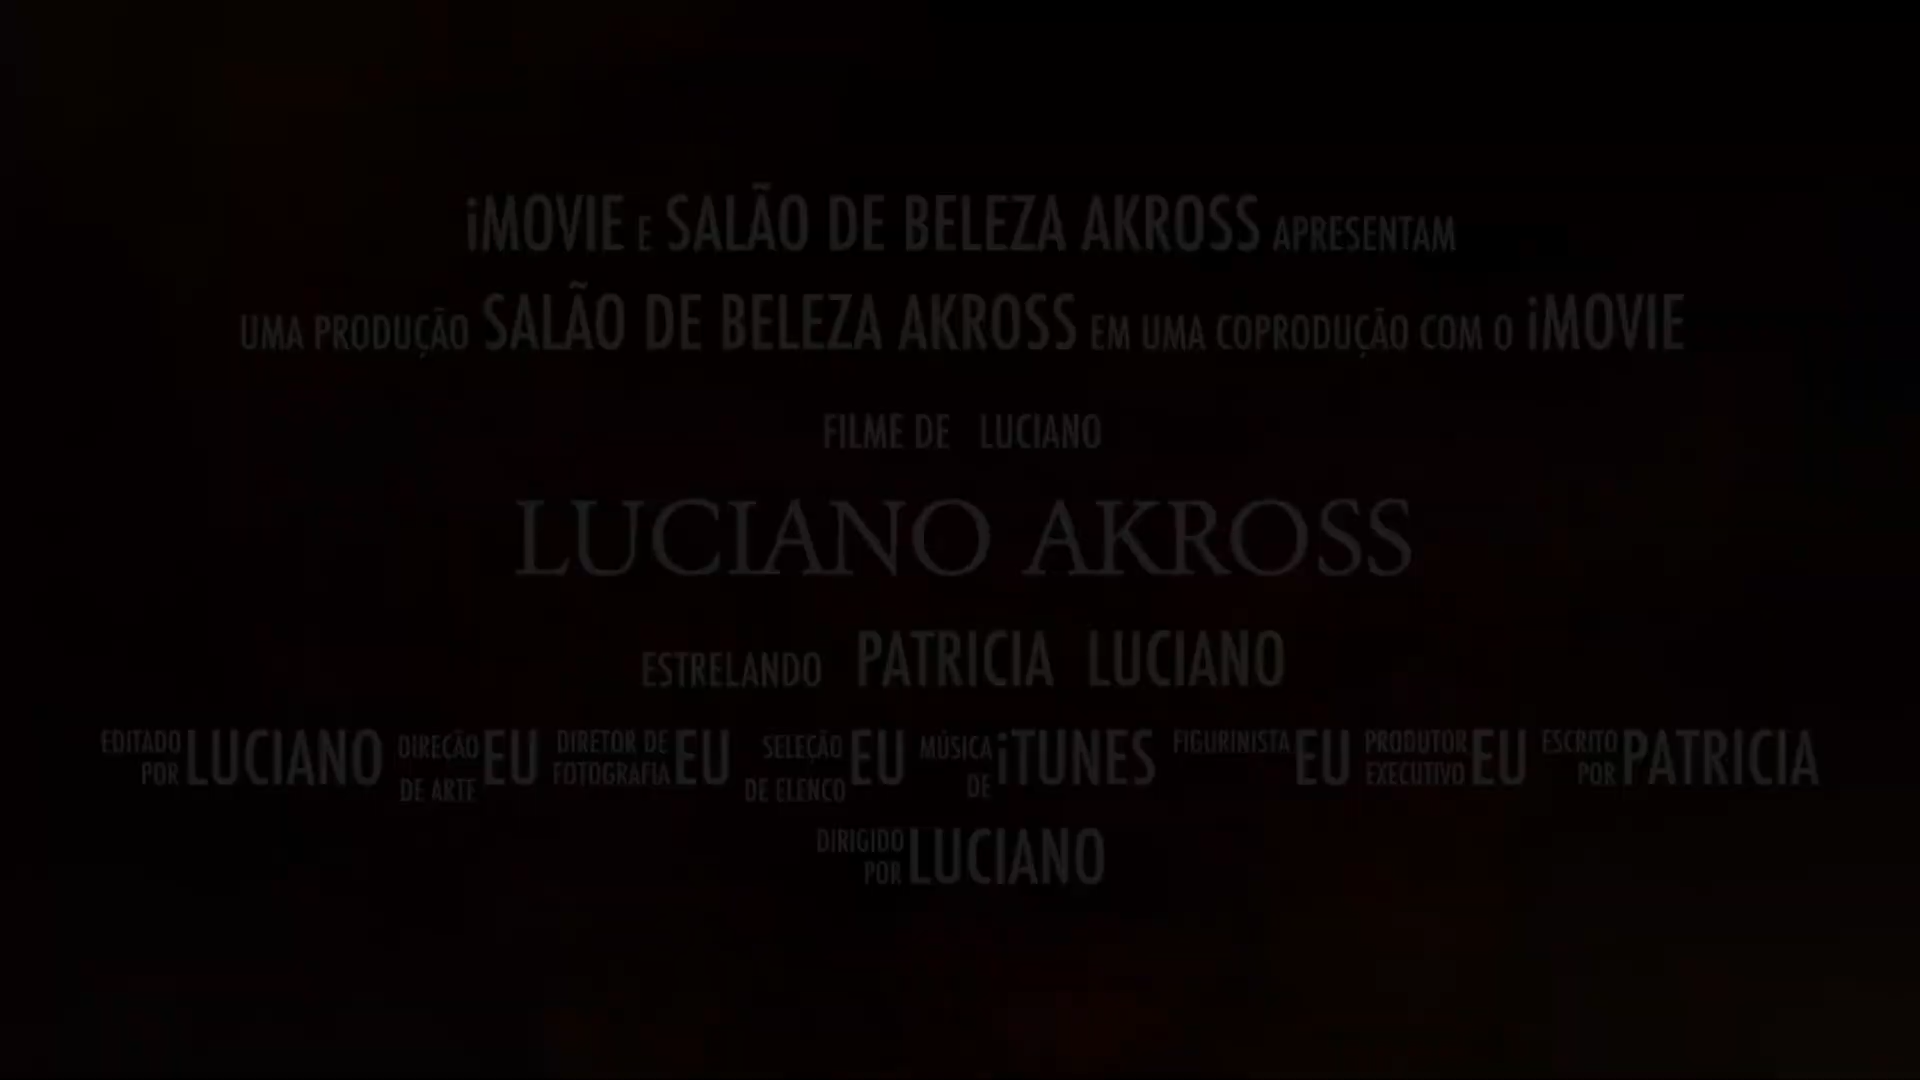 iMOVIE E SALÃO DE BELEZA AKROSS APRESENTAM
UMA PRODUÇÃO SALÃO DE BELEZA AKROSS EM UMA COPRODUÇÃO COM O iMOVIE
FILME DE LUCIANO
LUCIANO AKROSS
ESTRELANDO PATRICIA LUCIANO
EDITADO POR LUCIANO DIREÇÃO DE ARTE EU DIRETOR DE FOTOGRAFIA EU SELEÇÃO DE ELENCO EU MÚSICA DE iTUNES FIGURINISTA EU PRODUTOR EXECUTIVO EU ESCRITO POR PATRICIA
DIRIGIDO POR LUCIANO